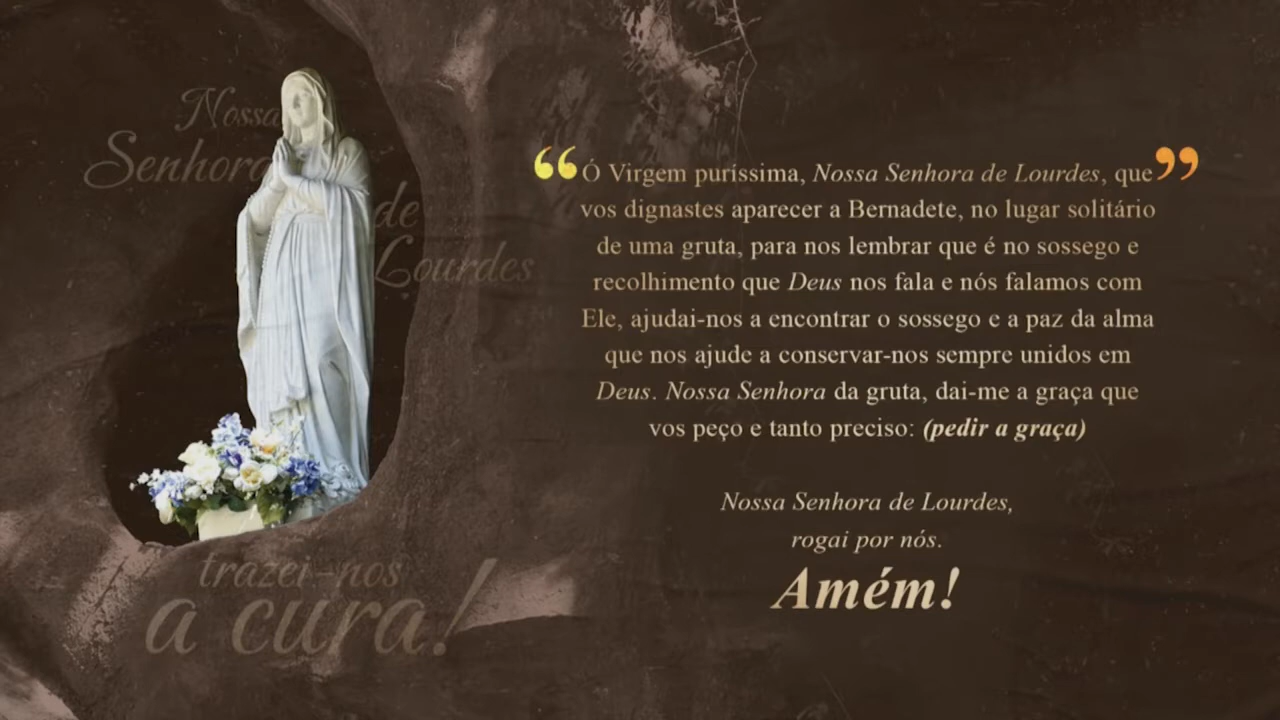 Nossa
Senhora
de
Lourdes
“Ó Virgem puríssima, Nossa Senhora de Lourdes, que”
vos dignastes aparecer a Bernadete, no lugar solitário
de uma gruta, para nos lembrar que é no sossego e
recolhimento que Deus nos fala e nós falamos com
Ele, ajudai-nos a encontrar o sossego e a paz da alma
que nos ajude a conservar-nos sempre unidos em
Deus. Nossa Senhora da gruta, dai-me a graça que
vos peço e tanto preciso: (pedir a graça)
Nossa Senhora de Lourdes,
rogai por nós.
Amém!
trazei-nos
a cura!